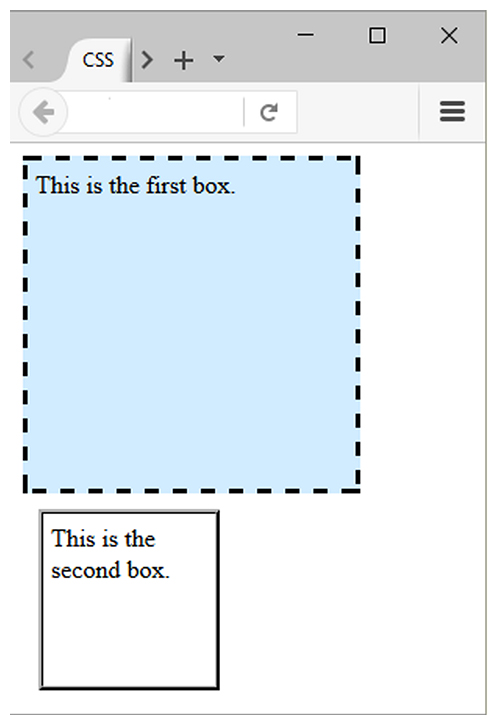 CSS
This is the first box.
This is the
second box.